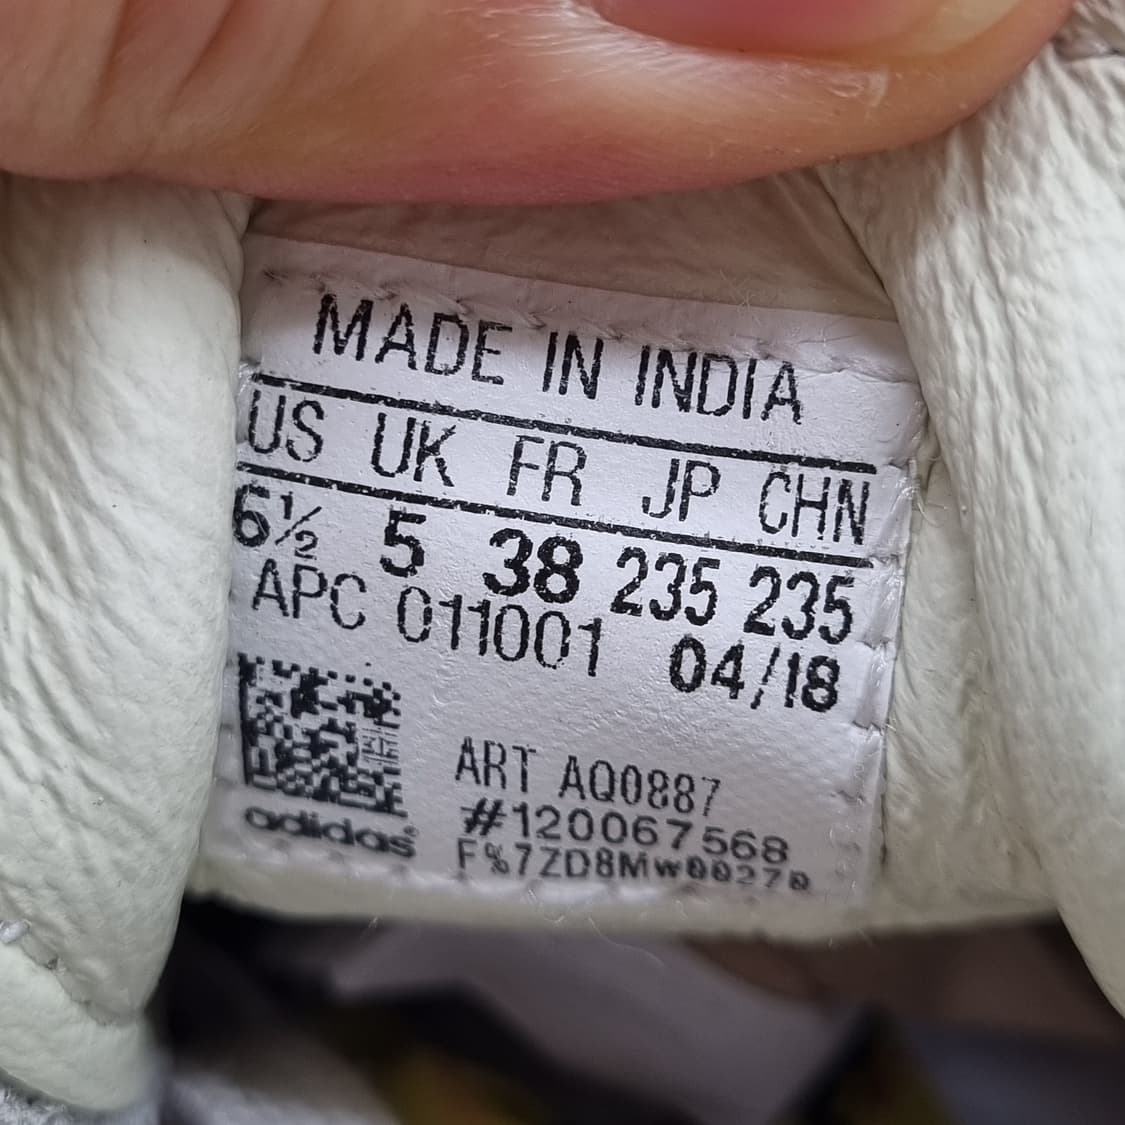 MADE IN INDIA
US UK FR JP CHN
6½ 5 38 235 235
APC 011001 04/18
ART AQ0887
#120067568
F%7ZD8Mw00270
adidas